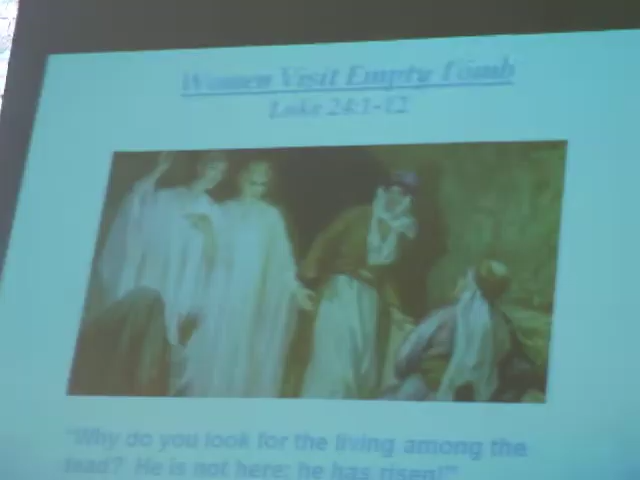 Women Visit Empty Tomb
Luke 24:1-12
"Why do you look for the living among the
dead? He is not here; he has risen!"